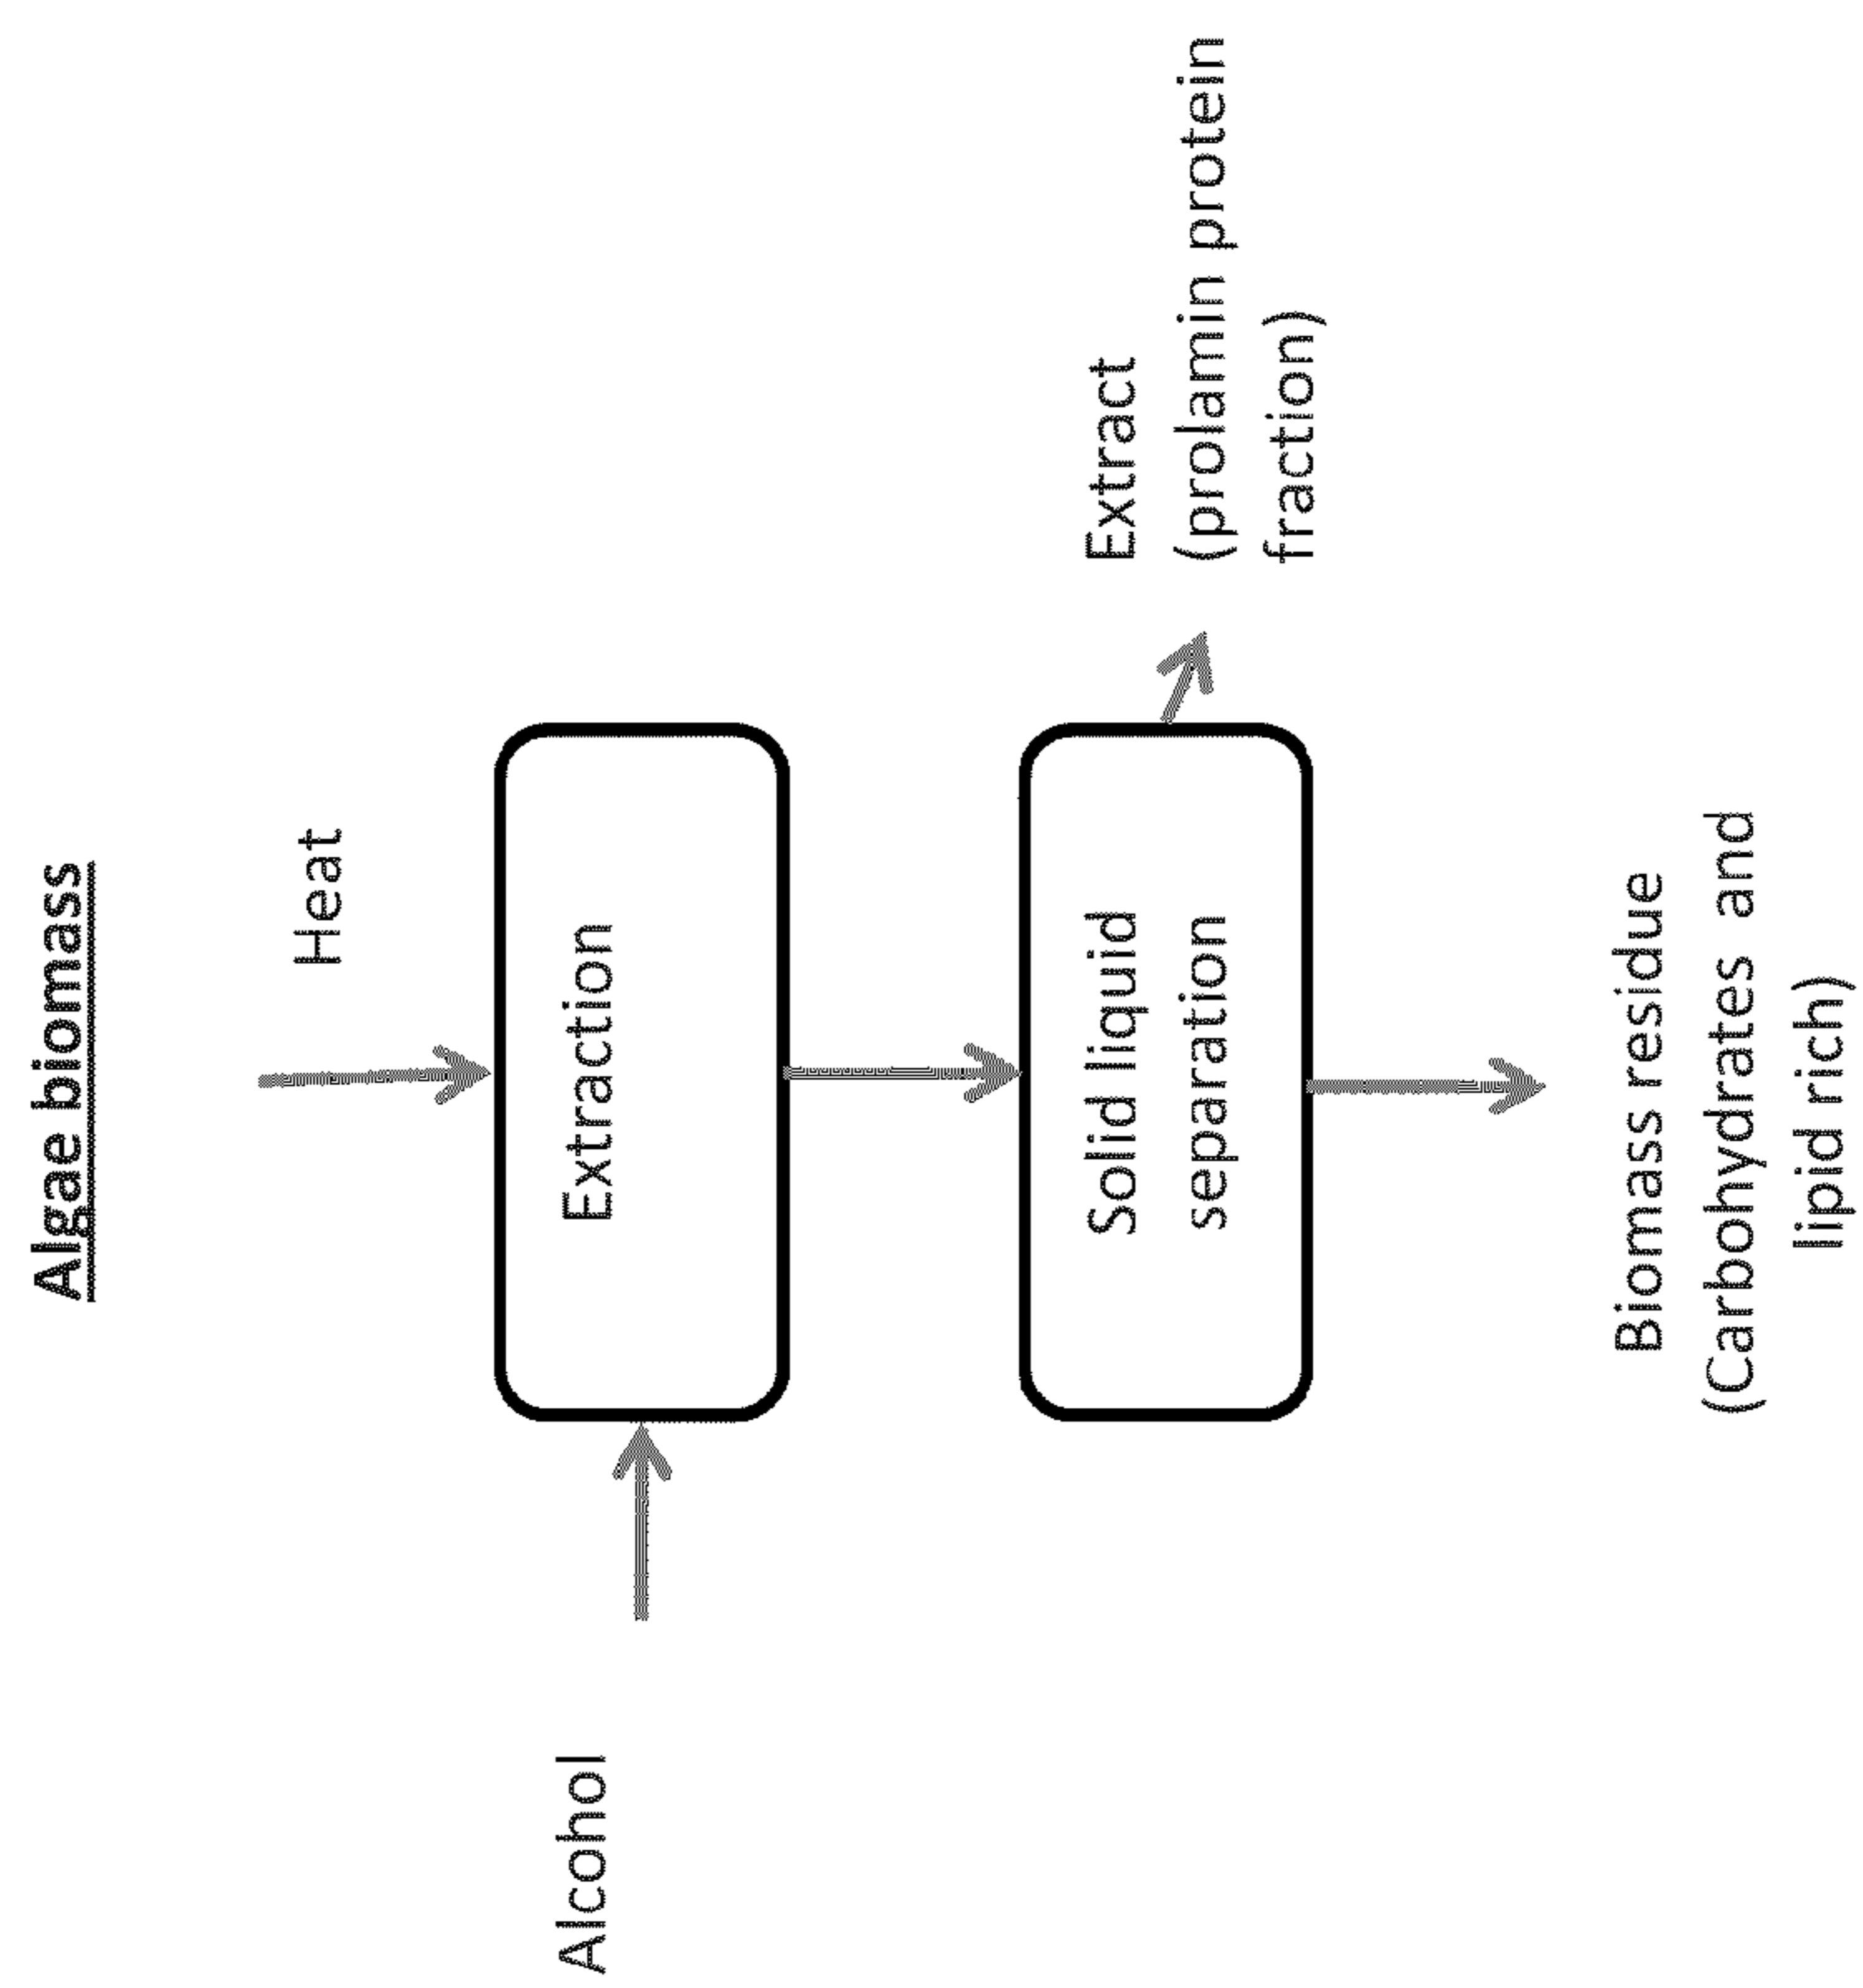 Algae biomass
Heat
Alcohol
Extraction
Solid liquid
separation
Extract
(prolamin protein
fraction)
Biomass residue
(Carbohydrates and
lipid rich)